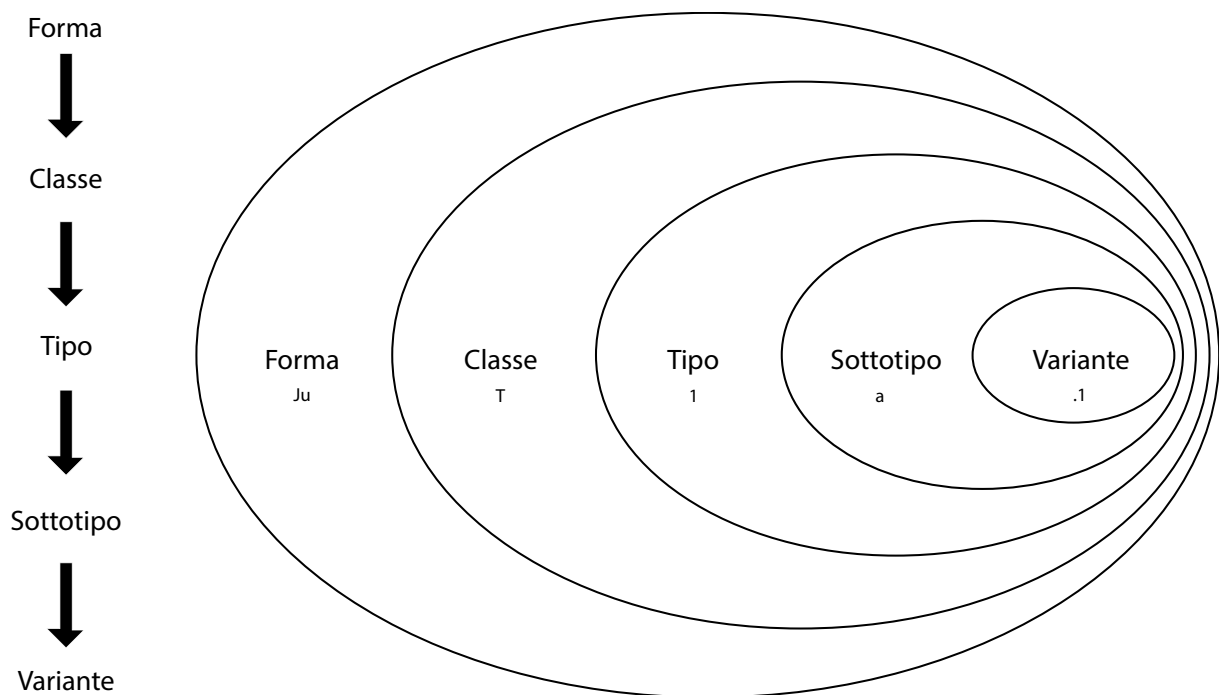 Forma
Classe
Tipo
Sottotipo
Variante
Forma Classe Tipo Sottotipo Variante
Ju T 1 a .1